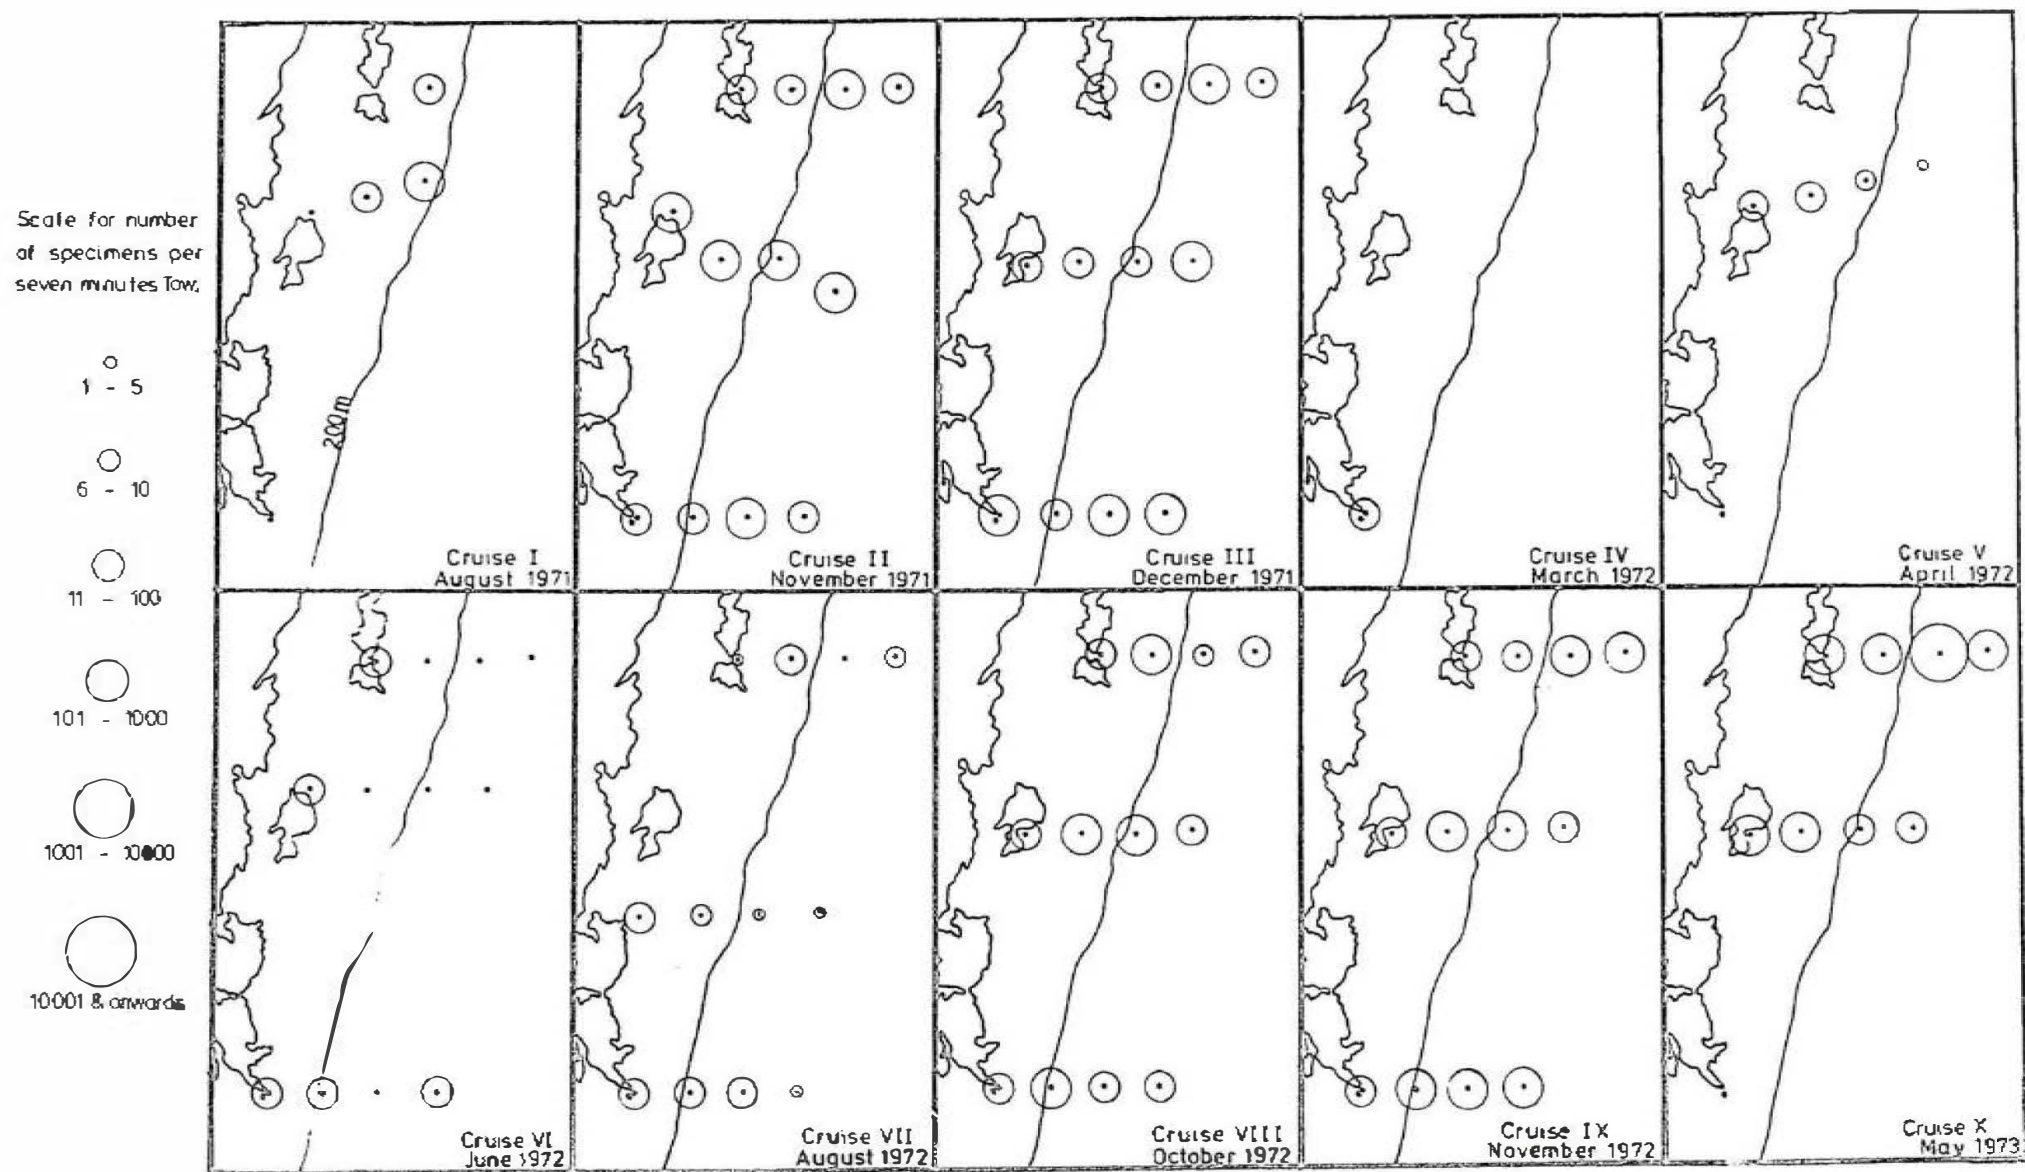 Scale for number
of specimens per
seven minutes Tow.
1 - 5
6 - 10
11 - 100
101 - 1000
1001 - 10000
10001 & onwards
200m
Cruise I
August 1971
Cruise II
November 1971
Cruise III
December 1971
Cruise IV
March 1972
Cruise V
April 1972
Cruise VI
June 1972
Cruise VII
August 1972
Cruise VIII
October 1972
Cruise IX
November 1972
Cruise X
May 1973